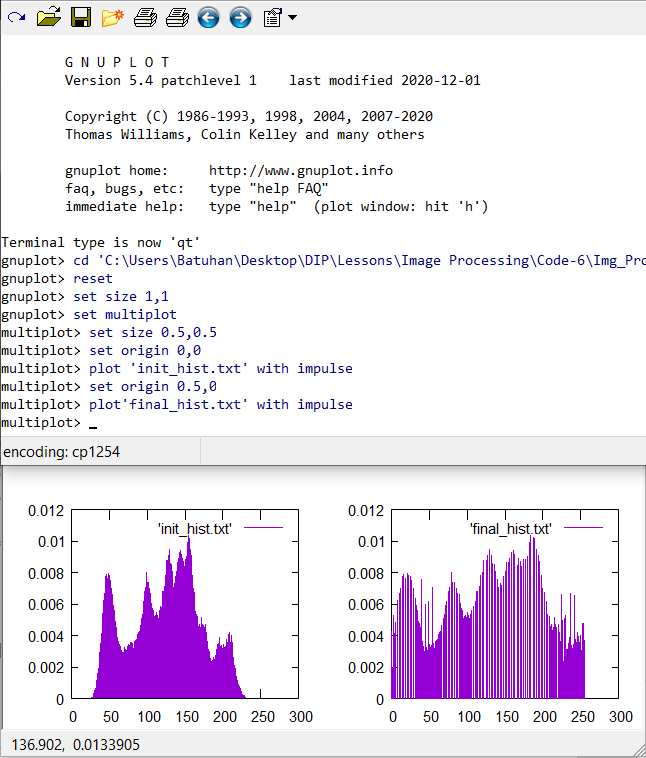 G N U P L O T
Version 5.4 patchlevel 1    last modified 2020-12-01
Copyright (C) 1986-1993, 1998, 2004, 2007-2020
Thomas Williams, Colin Kelley and many others
gnuplot home:     http://www.gnuplot.info
faq, bugs, etc:   type "help FAQ"
immediate help:   type "help"  (plot window: hit 'h')
Terminal type is now 'qt'
gnuplot> cd 'C:\Users\Batuhan\Desktop\DIP\Lessons\Image Processing\Code-6\Img_Pro
gnuplot> reset
gnuplot> set size 1,1
gnuplot> set multiplot
multiplot> set size 0.5,0.5
multiplot> set origin 0,0
multiplot> plot 'init_hist.txt' with impulse
multiplot> set origin 0.5,0
multiplot> plot'final_hist.txt' with impulse
multiplot> _
encoding: cp1254
0.012
0.01
0.008
0.006
0.004
0.002
0
'init_hist.txt'
0 50 100 150 200 250 300
0.012
0.01
0.008
0.006
0.004
0.002
0
'final_hist.txt'
0 50 100 150 200 250 300
136.902, 0.0133905